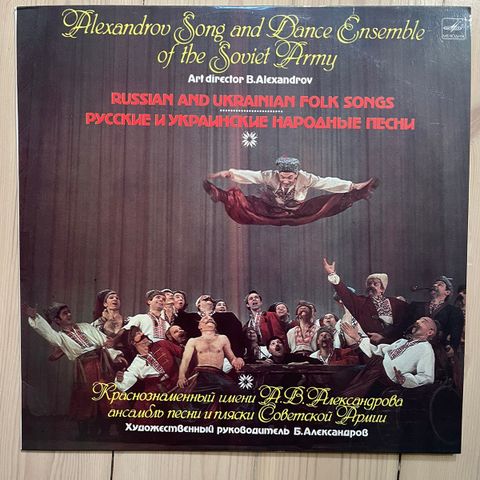 Alexandrov Song and Dance Ensemble
of the Soviet Army
Art director B.Alexandrov
RUSSIAN AND UKRAINIAN FOLK SONGS
РУССКИЕ И УКРАИНСКИЕ НАРОДНЫЕ ПЕСНИ
Краснознаменный имени А.В.Александрова
ансамбль песни и пляски Советской Армии
Художественный руководитель Б.Александров